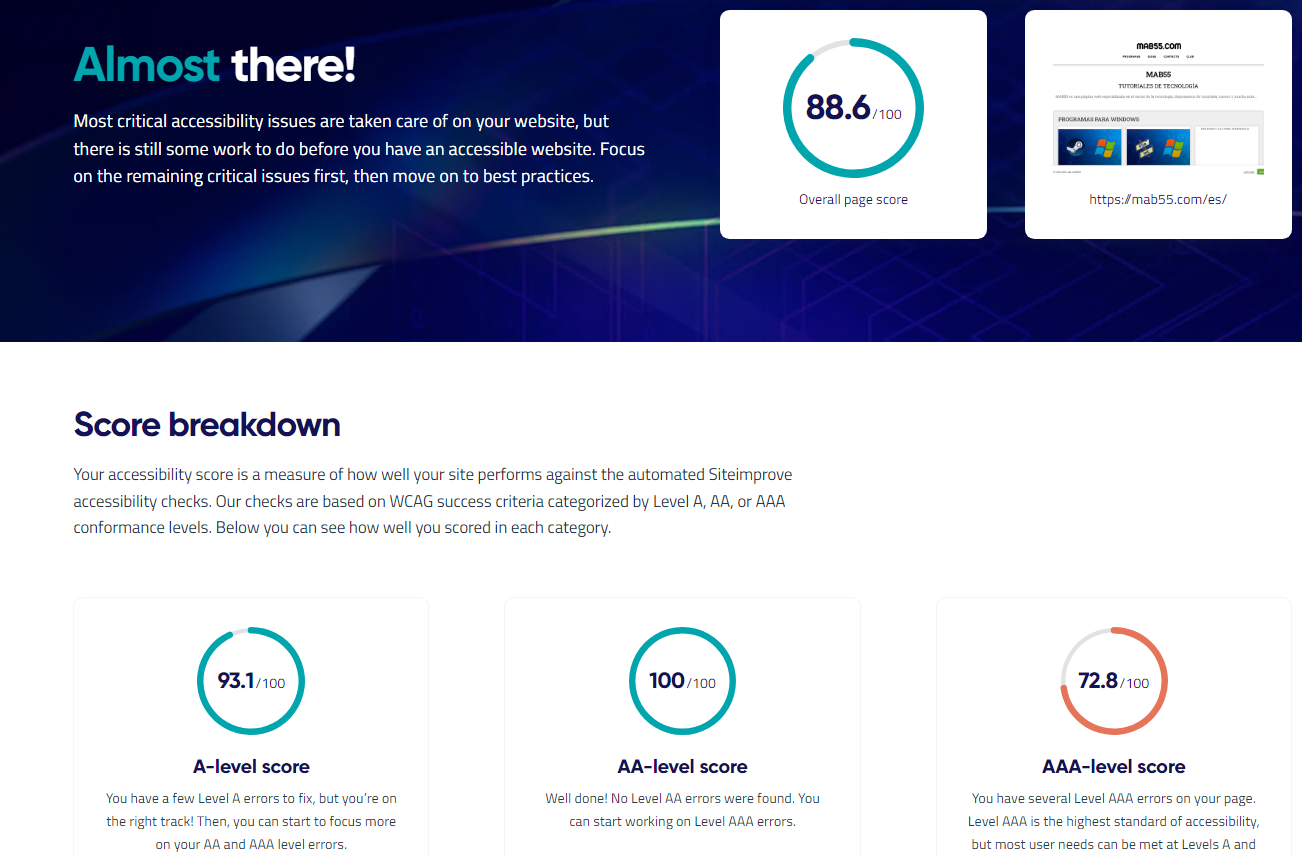 Almost there!
Most critical accessibility issues are taken care of on your website, but
there is still some work to do before you have an accessible website. Focus
on the remaining critical issues first, then move on to best practices.
88.6/100
Overall page score
MAB55.COM
PROGRAMAS
CONTACTO
CLUB
MAB55
TUTORIALES DE TECNOLOGÍA
PROGRAMAS PARA WINDOWS
https://mab55.com/es/
Score breakdown
Your accessibility score is a measure of how well your site performs against the automated Siteimprove
accessibility checks. Our checks are based on WCAG success criteria categorized by Level A, AA, or AAA
conformance levels. Below you can see how well you scored in each category.
93.1/100
A-level score
You have a few Level A errors to fix, but you’re on
the right track! Then, you can start to focus more
on your AA and AAA level errors.
100/100
AA-level score
Well done! No Level AA errors were found. You
can start working on Level AAA errors.
72.8/100
AAA-level score
You have several Level AAA errors on your page.
Level AAA is the highest standard of accessibility,
but most user needs can be met at Levels A and